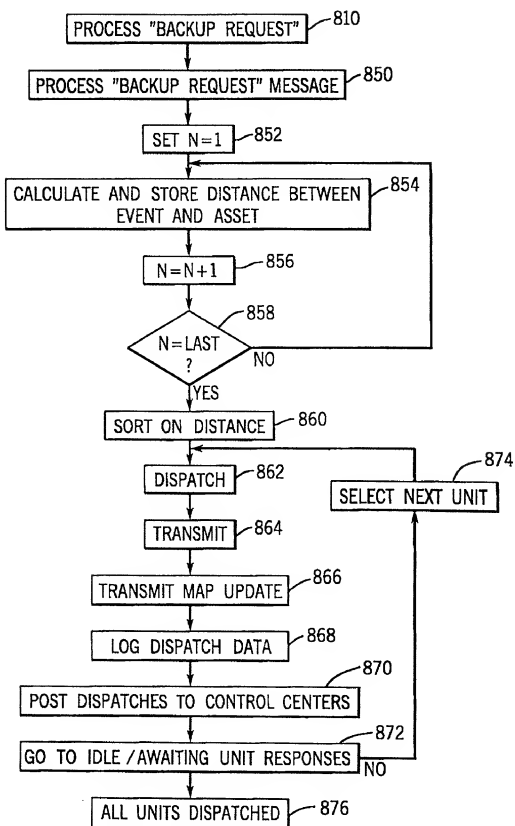 PROCESS "BACKUP REQUEST"
810
PROCESS "BACKUP REQUEST" MESSAGE
850
SET N=1
852
CALCULATE AND STORE DISTANCE BETWEEN
EVENT AND ASSET
854
N=N+1
856
N=LAST
?
858
NO
YES
SORT ON DISTANCE
860
DISPATCH
862
874
SELECT NEXT UNIT
TRANSMIT
864
TRANSMIT MAP UPDATE
866
LOG DISPATCH DATA
868
POST DISPATCHES TO CONTROL CENTERS
870
GO TO IDLE/AWAITING UNIT RESPONSES
872
NO
ALL UNITS DISPATCHED
876